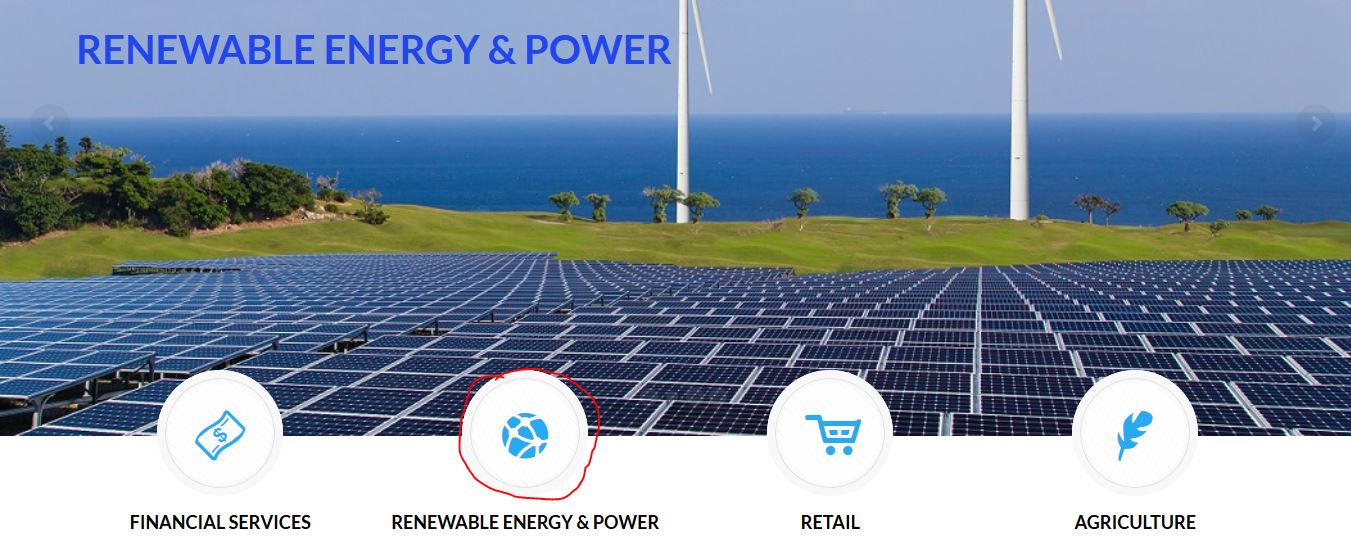 RENEWABLE ENERGY & POWER
FINANCIAL SERVICES
RENEWABLE ENERGY & POWER
RETAIL
AGRICULTURE